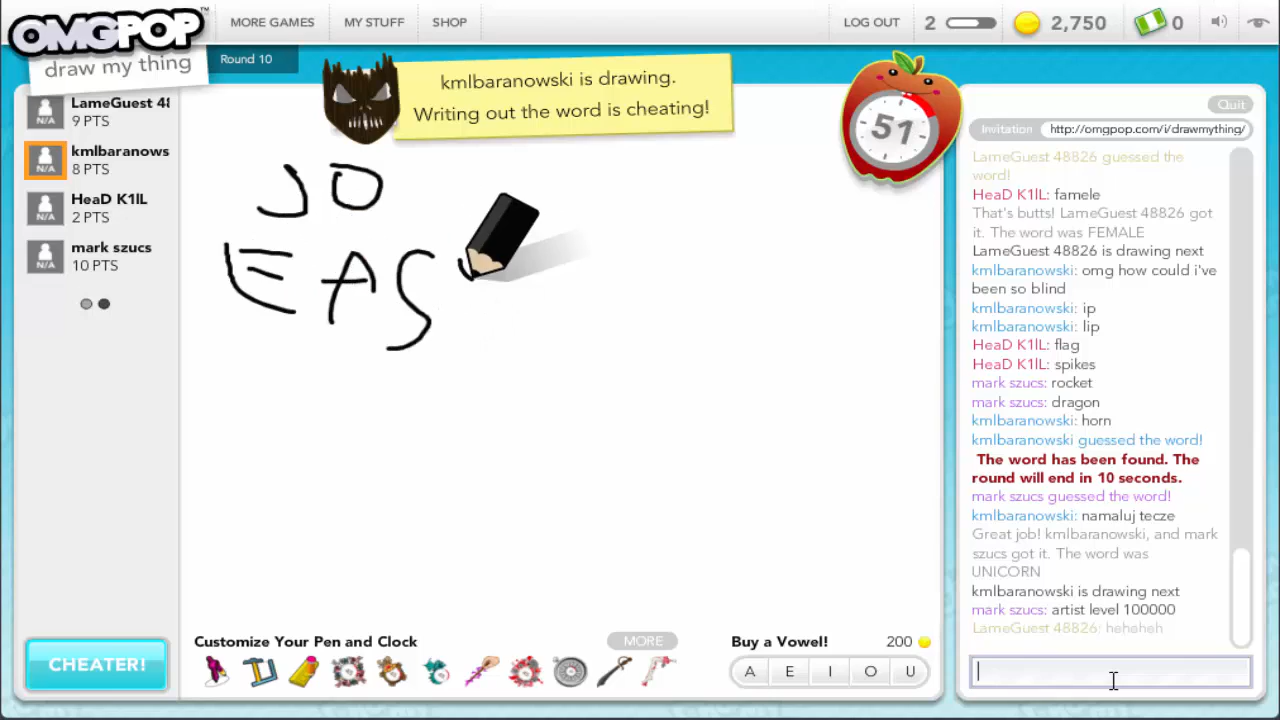 OMGPOP™
draw my thing
MORE GAMES
MY STUFF
SHOP
LOG OUT
2
2,750
0
Round 10
kmlbaranowski is drawing.
Writing out the word is cheating!
51
LameGuest 48
9 PTS
N/A
kmlbaranows
8 PTS
N/A
HeaD K1lL
2 PTS
N/A
mark szucs
10 PTS
N/A
CHEATER!
JO
EAS
Customize Your Pen and Clock
MORE
Buy a Vowel!
200
A E I O U
Quit
Invitation http://omgpop.com/i/drawmything/
LameGuest 48826 guessed the
word!
HeaD K1lL: famele
That's butts! LameGuest 48826 got
it. The word was FEMALE
LameGuest 48826 is drawing next
kmlbaranowski: omg how could i've
been so blind
kmlbaranowski: ip
kmlbaranowski: lip
HeaD K1lL: flag
HeaD K1lL: spikes
mark szucs: rocket
mark szucs: dragon
kmlbaranowski: horn
kmlbaranowski guessed the word!
The word has been found. The
round will end in 10 seconds.
mark szucs guessed the word!
kmlbaranowski: namaluj tecze
Great job! kmlbaranowski, and mark
szucs got it. The word was
UNICORN
kmlbaranowski is drawing next
mark szucs: artist level 100000
LameGuest 48826: heheheh